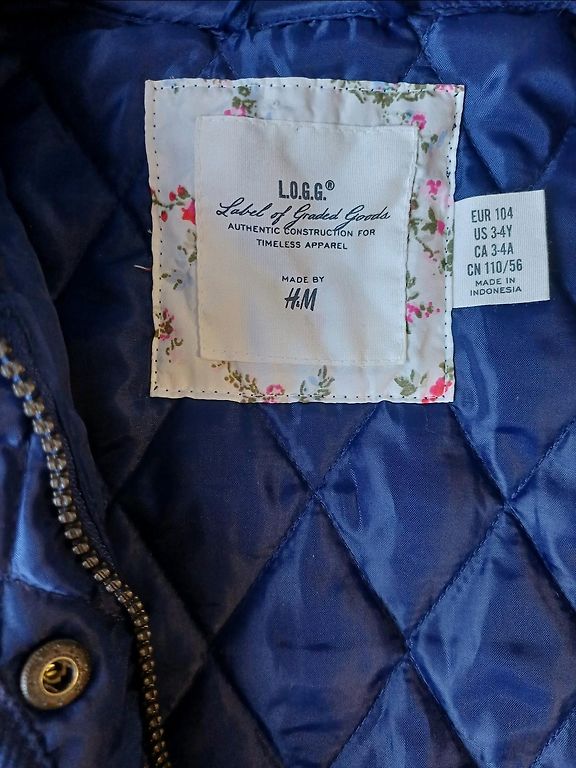 L.O.G.G.®
Label of Graded Goods
AUTHENTIC CONSTRUCTION FOR
TIMELESS APPAREL
MADE BY
H&M
EUR 104
US 3-4Y
CA 3-4A
CN 110/56
MADE IN
INDONESIA